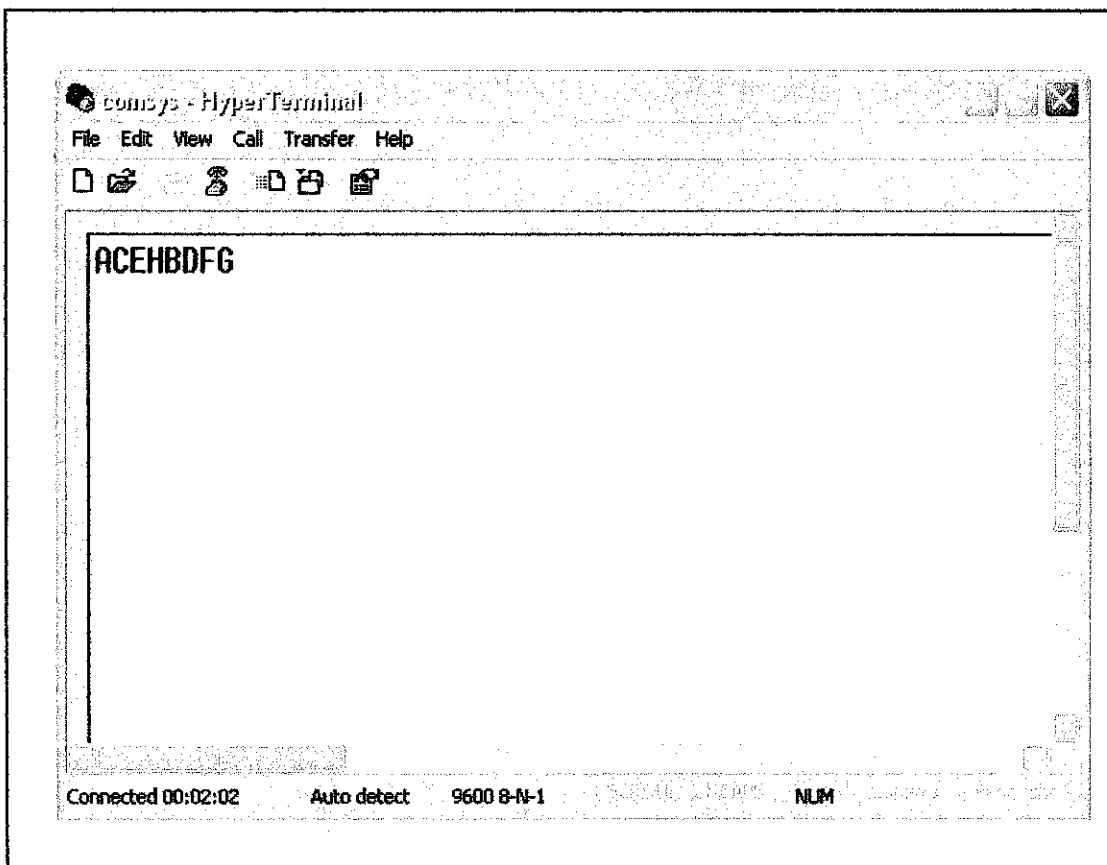 comsys - HyperTerminal
File Edit View Call Transfer Help
ACEHBDFG
Connected 00:02:02 Auto detect 9600 8-N-1 NUM